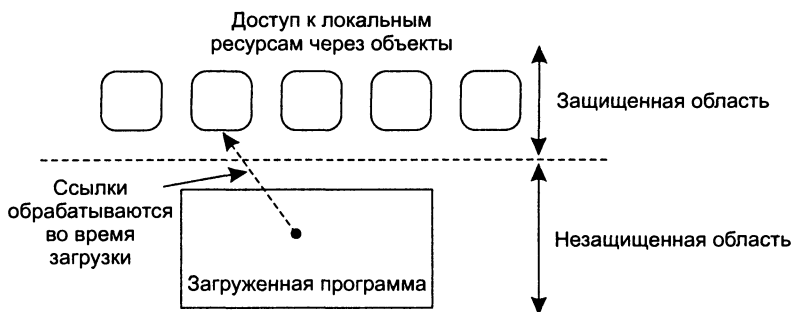 Доступ к локальным
ресурсам через объекты
Защищенная область
Ссылки
обрабатываются
во время
загрузки
Незащищенная область
Загруженная программа